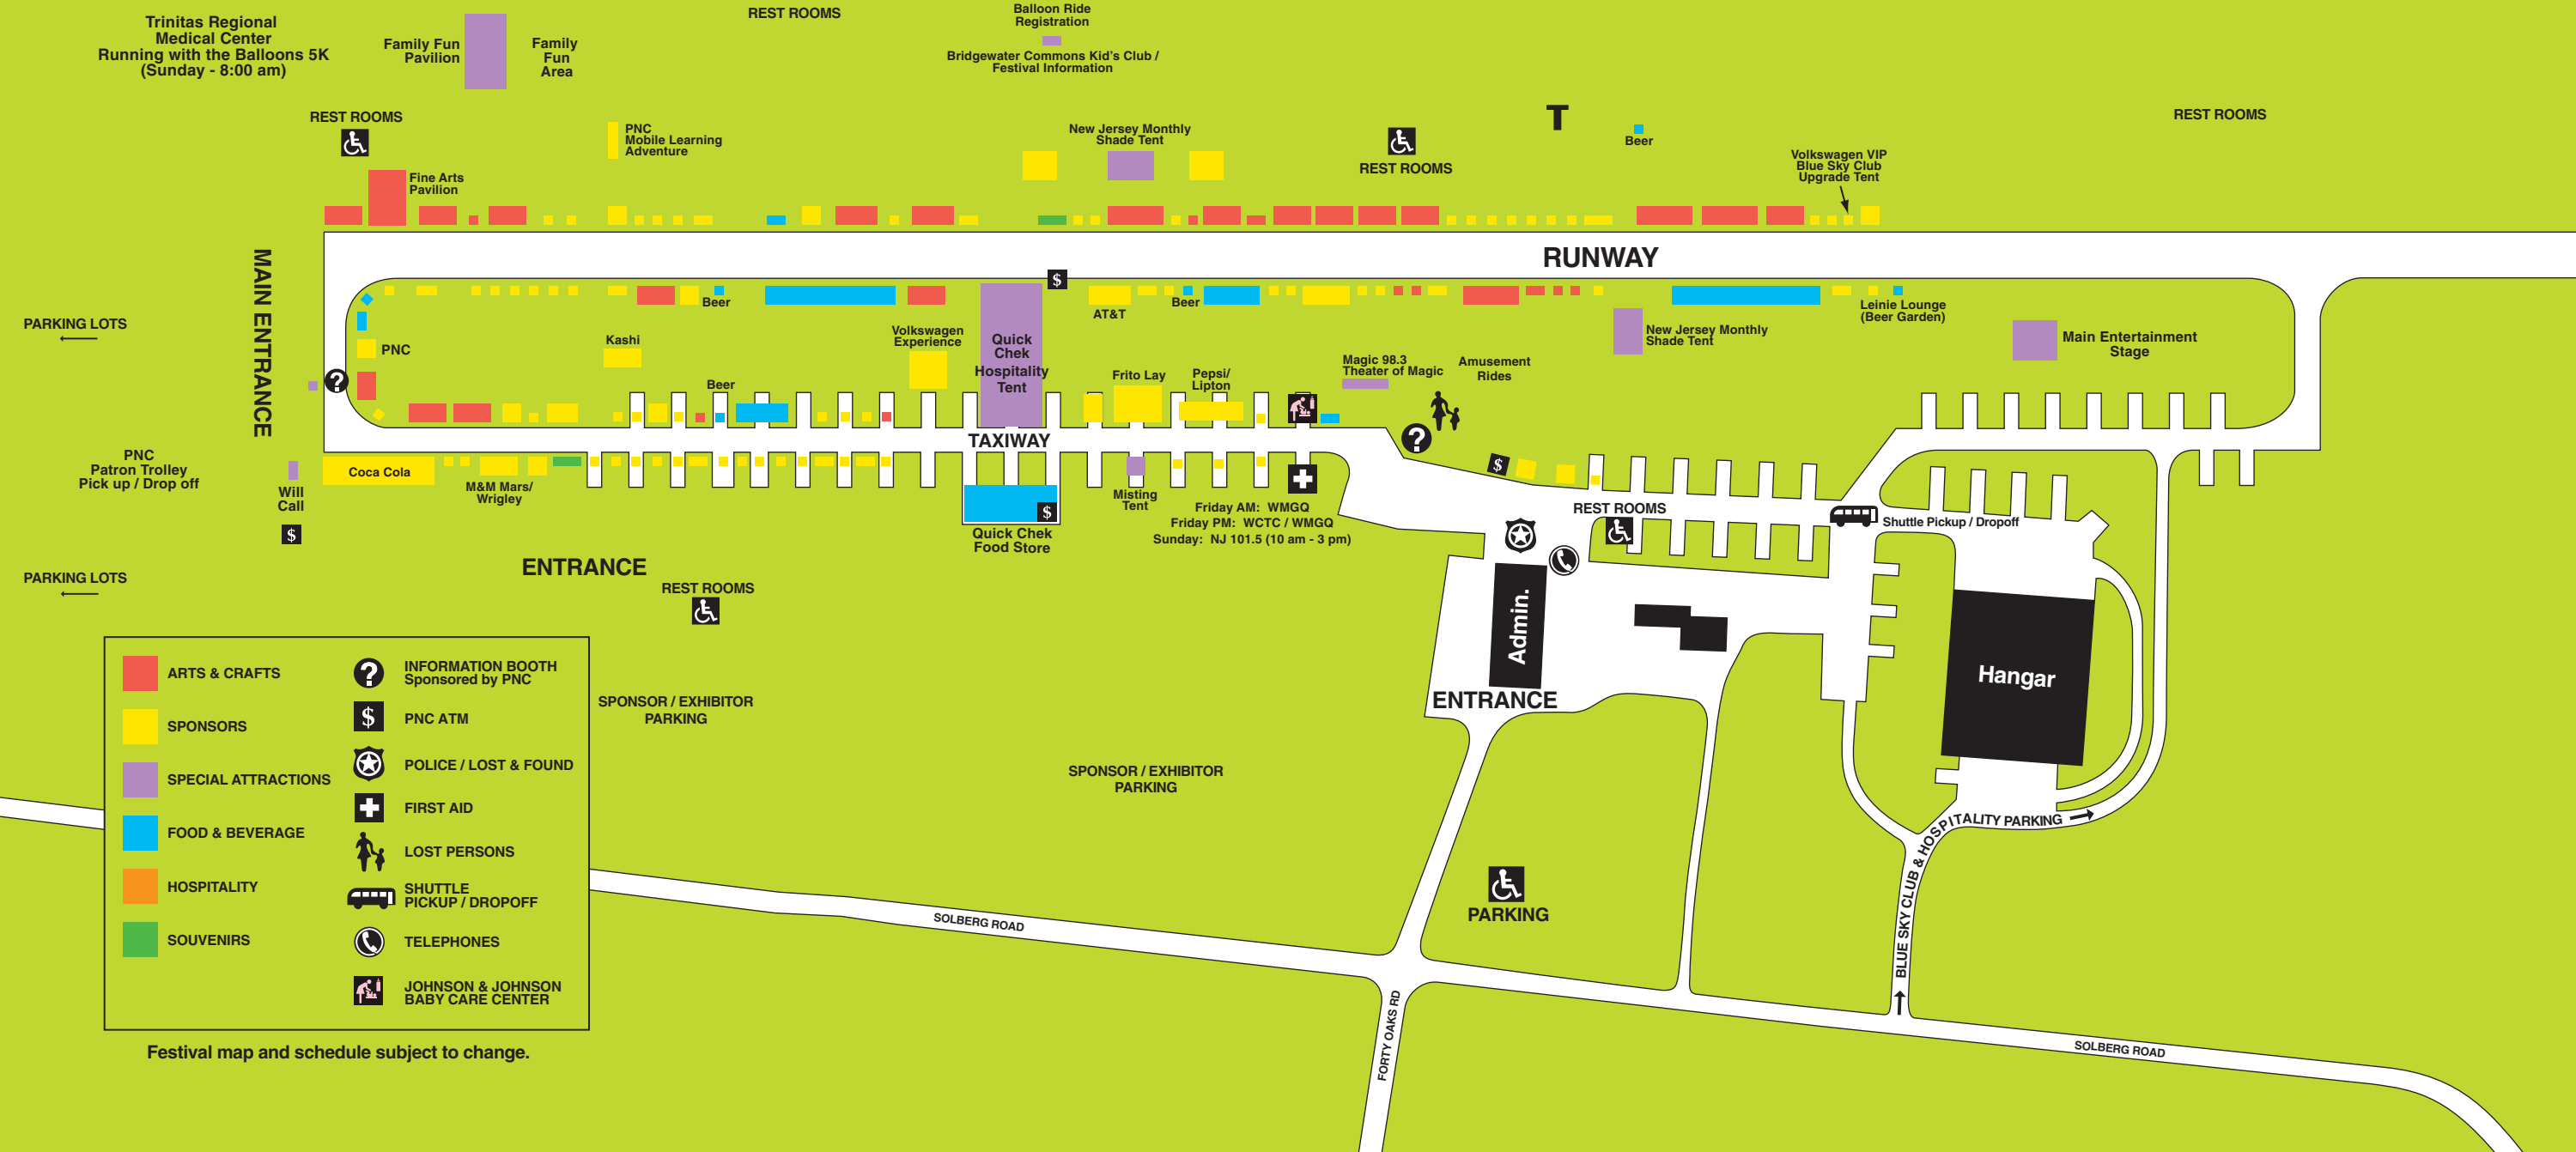 Trinitas Regional
Medical Center
Running with the Balloons 5K
(Sunday - 8:00 am)
Family Fun
Pavilion
Family
Fun
Area
REST ROOMS
Balloon Ride
Registration
Bridgewater Commons Kid's Club /
Festival Information
REST ROOMS
PNC
Mobile Learning
Adventure
New Jersey Monthly
Shade Tent
REST ROOMS
T
Beer
REST ROOMS
Volkswagen VIP
Blue Sky Club
Upgrade Tent
Fine Arts
Pavilion
MAIN ENTRANCE
RUNWAY
PARKING LOTS
?
PNC
Kashi
Beer
Beer
Volkswagen
Experience
$
Quick
Chek
Hospitality
Tent
AT&T
Beer
Frito Lay
Pepsi/
Lipton
Magic 98.3
Theater of Magic
Amusement
Rides
New Jersey Monthly
Shade Tent
Leinie Lounge
(Beer Garden)
Main Entertainment
Stage
TAXIWAY
?
PNC
Patron Trolley
Pick up / Drop off
Will
Call
$
Coca Cola
M&M Mars/
Wrigley
$
Quick Chek
Food Store
Misting
Tent
Friday AM: WMGQ
Friday PM: WCTC / WMGQ
Sunday: NJ 101.5 (10 am - 3 pm)
$
REST ROOMS
Shuttle Pickup / Dropoff
PARKING LOTS
ENTRANCE
REST ROOMS
Admin.
Hangar
ENTRANCE
ARTS & CRAFTS
SPONSORS
SPECIAL ATTRACTIONS
FOOD & BEVERAGE
HOSPITALITY
SOUVENIRS
?
INFORMATION BOOTH
Sponsored by PNC
$
PNC ATM
POLICE / LOST & FOUND
FIRST AID
LOST PERSONS
SHUTTLE
PICKUP / DROPOFF
TELEPHONES
JOHNSON & JOHNSON
BABY CARE CENTER
Festival map and schedule subject to change.
SPONSOR / EXHIBITOR
PARKING
SPONSOR / EXHIBITOR
PARKING
PARKING
BLUE SKY CLUB & HOSPITALITY PARKING
SOLBERG ROAD
FORTY OAKS RD
SOLBERG ROAD